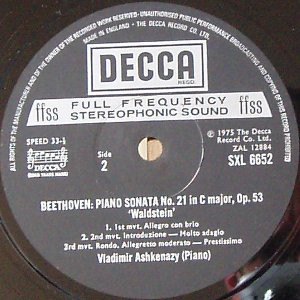 ALL RIGHTS OF THE MANUFACTURER AND OF THE OWNER OF THE RECORDED WORK RESERVED · UNAUTHORISED PUBLIC PERFORMANCE, BROADCASTING AND COPYING OF THIS RECORD PROHIBITED
MADE IN ENGLAND · THE DECCA RECORD CO. LTD.
DECCA
REGD.
ffss
FULL FREQUENCY
STEREOPHONIC SOUND
ffss
SPEED 33⅓
Side
2
℗ 1975 The Decca
Record Co. Ltd.
ZAL 12884
SXL 6652
BEETHOVEN: PIANO SONATA No. 21 in C major, Op. 53
'Waldstein'
1. 1st mvt. Allegro con brio
2. 2nd mvt. Introduzione — Molto adagio
3rd mvt. Rondo. Allegretto moderato — Prestissimo
Vladimir Ashkenazy (Piano)